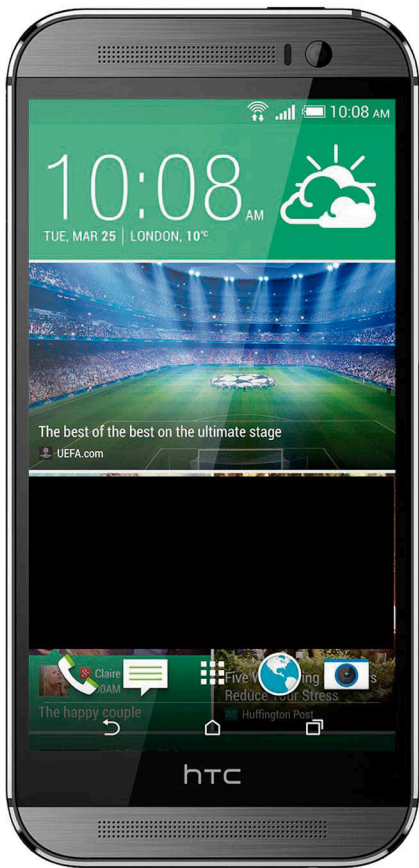 10:08 AM
10:08 AM
TUE, MAR 25 | LONDON, 10°C
The best of the best on the ultimate stage
UEFA.com
Claire
The happy couple
Five
Reduce Your Stress
Huffington Post
hTC